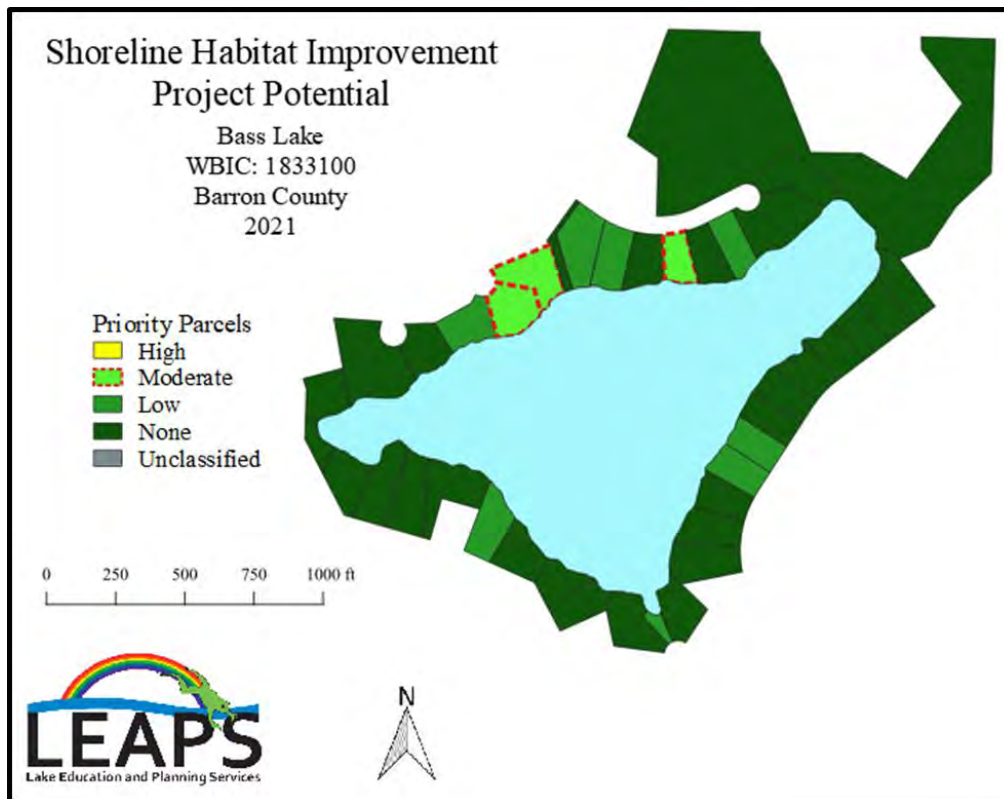 Shoreline Habitat Improvement
Project Potential
Bass Lake
WBIC: 1833100
Barron County
2021
Priority Parcels
High
Moderate
Low
None
Unclassified
0 250 500 750 1000 ft
LEAPS
Lake Education and Planning Services
N